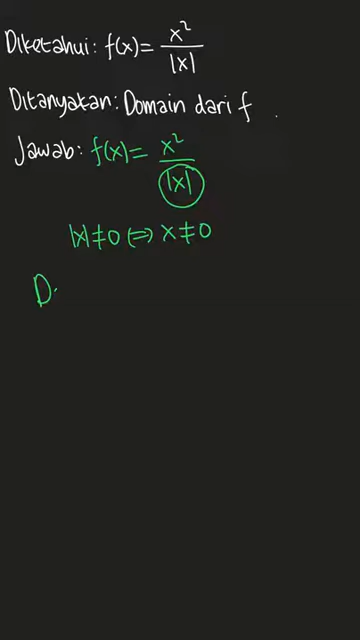 Diketahui: f(x) = x²/|x|
Ditanyakan: Domain dari f
Jawab: f(x) = x²/|x|
|x| ≠ 0 ⟺ x ≠ 0
D.